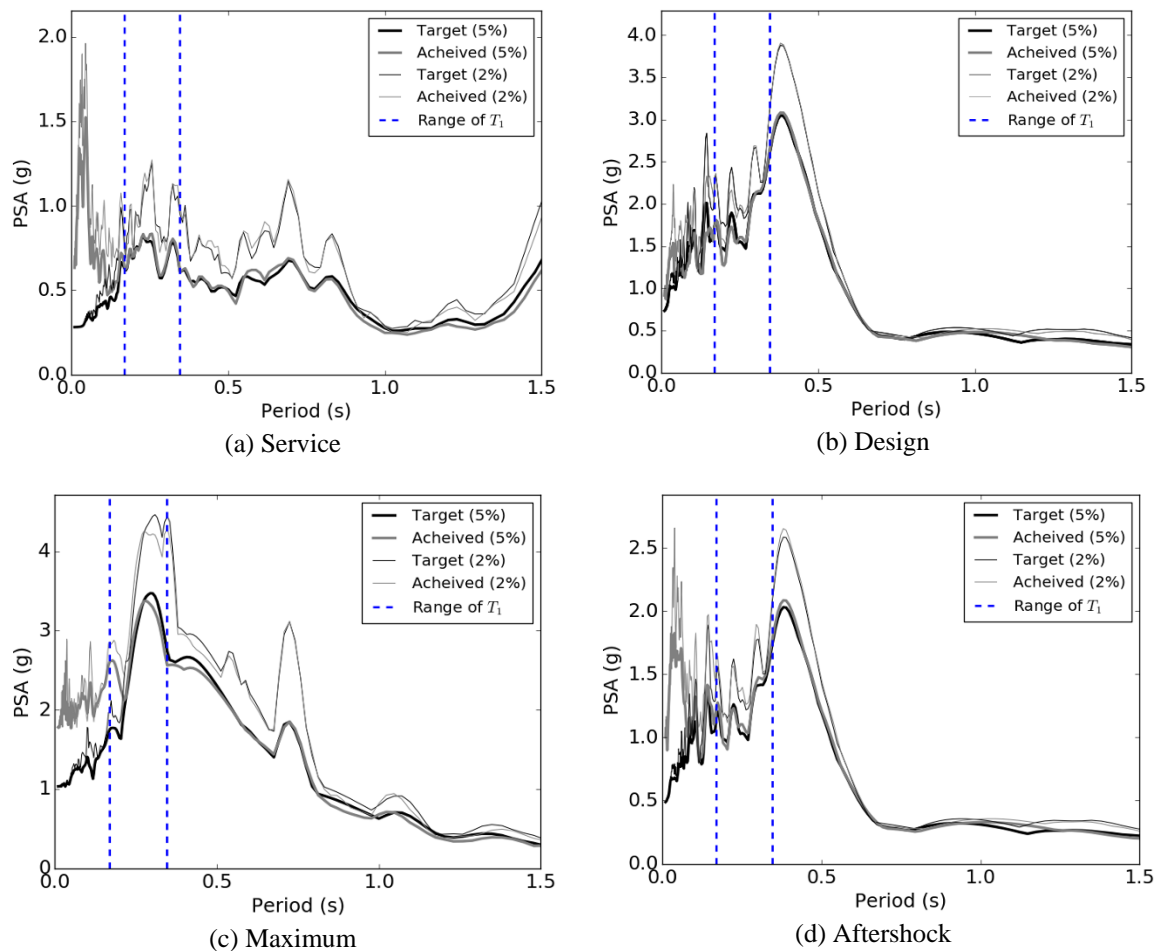 2.0
1.5
1.0
0.5
0.0
PSA (g)
Target (5%)
Acheived (5%)
Target (2%)
Acheived (2%)
Range of T₁
0.0 0.5 1.0 1.5
Period (s)
(a) Service
4.0
3.5
3.0
2.5
2.0
1.5
1.0
0.5
0.0
PSA (g)
Target (5%)
Acheived (5%)
Target (2%)
Acheived (2%)
Range of T₁
0.0 0.5 1.0 1.5
Period (s)
(b) Design
4
3
2
1
0
PSA (g)
Target (5%)
Acheived (5%)
Target (2%)
Acheived (2%)
Range of T₁
0.0 0.5 1.0 1.5
Period (s)
(c) Maximum
2.5
2.0
1.5
1.0
0.5
0.0
PSA (g)
Target (5%)
Acheived (5%)
Target (2%)
Acheived (2%)
Range of T₁
0.0 0.5 1.0 1.5
Period (s)
(d) Aftershock